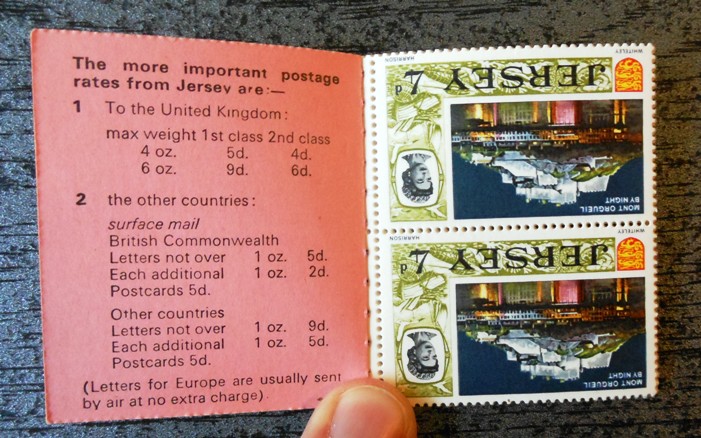 The more important postage
rates from Jersey are:—
1 To the United Kingdom:
max weight 1st class 2nd class
4 oz. 5d. 4d.
6 oz. 9d. 6d.
2 the other countries:
surface mail
British Commonwealth
Letters not over 1 oz. 5d.
Each additional 1 oz. 2d.
Postcards 5d.
Other countries
Letters not over 1 oz. 9d.
Each additional 1 oz. 5d.
Postcards 5d.
(Letters for Europe are usually sent
by air at no extra charge)
MONT ORGUEIL
BY NIGHT
JERSEY 7p
HARRISON
WHITELEY
MONT ORGUEIL
BY NIGHT
JERSEY 7p
HARRISON
WHITELEY